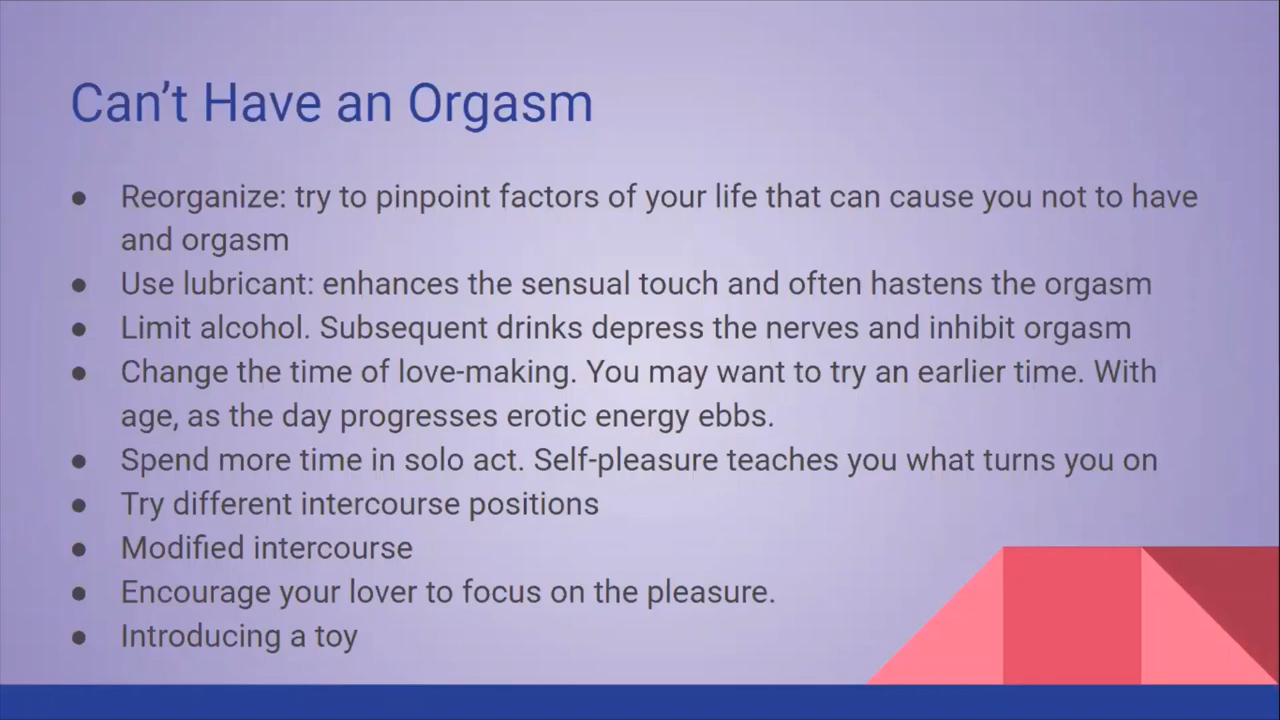 Can't Have an Orgasm
● Reorganize: try to pinpoint factors of your life that can cause you not to have
and orgasm
● Use lubricant: enhances the sensual touch and often hastens the orgasm
● Limit alcohol. Subsequent drinks depress the nerves and inhibit orgasm
● Change the time of love-making. You may want to try an earlier time. With
age, as the day progresses erotic energy ebbs.
● Spend more time in solo act. Self-pleasure teaches you what turns you on
● Try different intercourse positions
● Modified intercourse
● Encourage your lover to focus on the pleasure.
● Introducing a toy